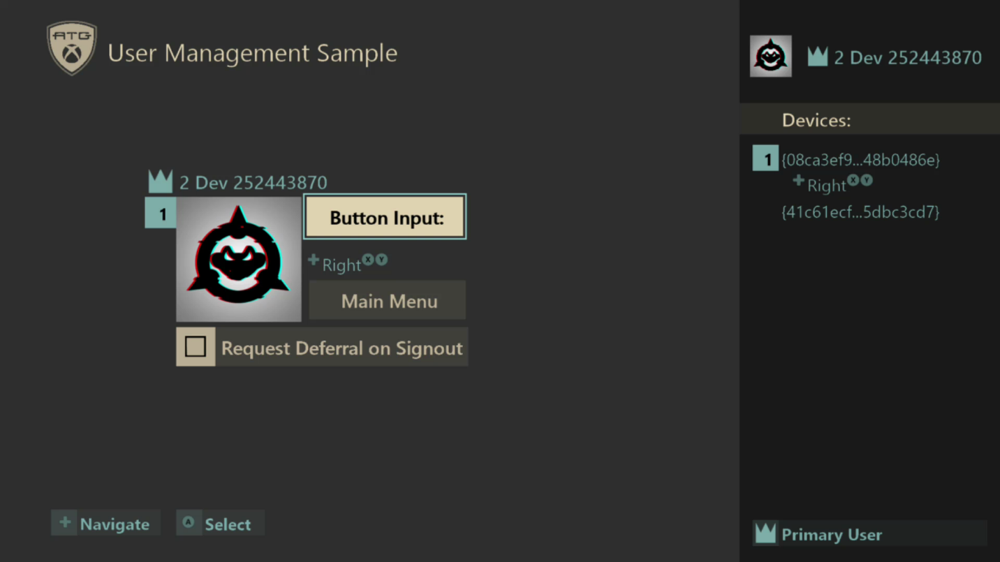 ATG
User Management Sample
2 Dev 252443870
1
Button Input:
Right X Y
Main Menu
Request Deferral on Signout
Navigate
A Select
2 Dev 252443870
Devices:
1 {08ca3ef9...48b0486e}
Right X Y
{41c61ecf...5dbc3cd7}
Primary User